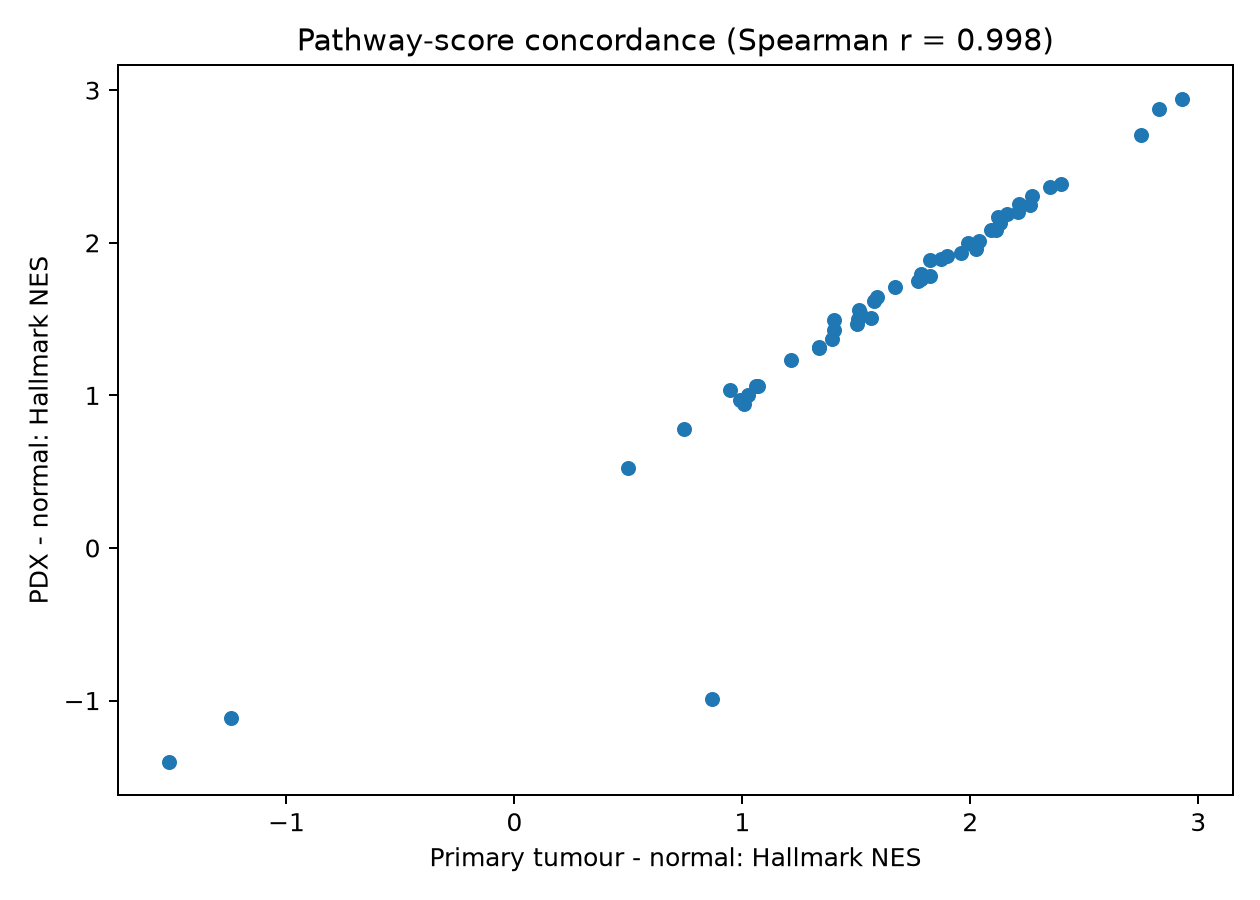 Pathway-score concordance (Spearman r = 0.998)
3
2
1
0
−1
PDX - normal: Hallmark NES
−1 0 1 2 3
Primary tumour - normal: Hallmark NES